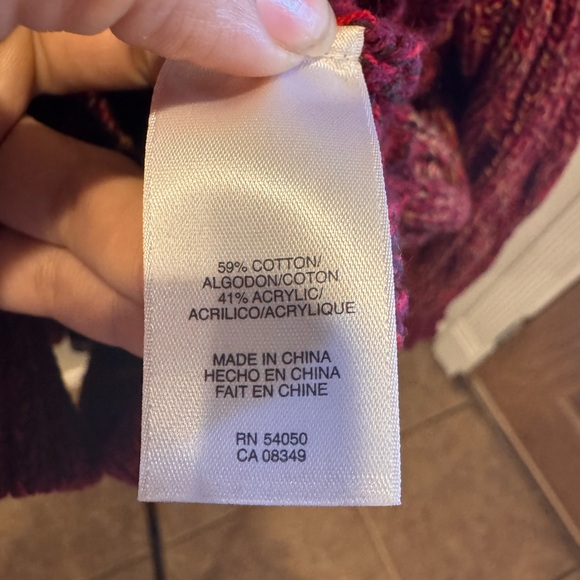 59% COTTON/
ALGODON/COTON
41% ACRYLIC/
ACRILICO/ACRYLIQUE
MADE IN CHINA
HECHO EN CHINA
FAIT EN CHINE
RN 54050
CA 08349